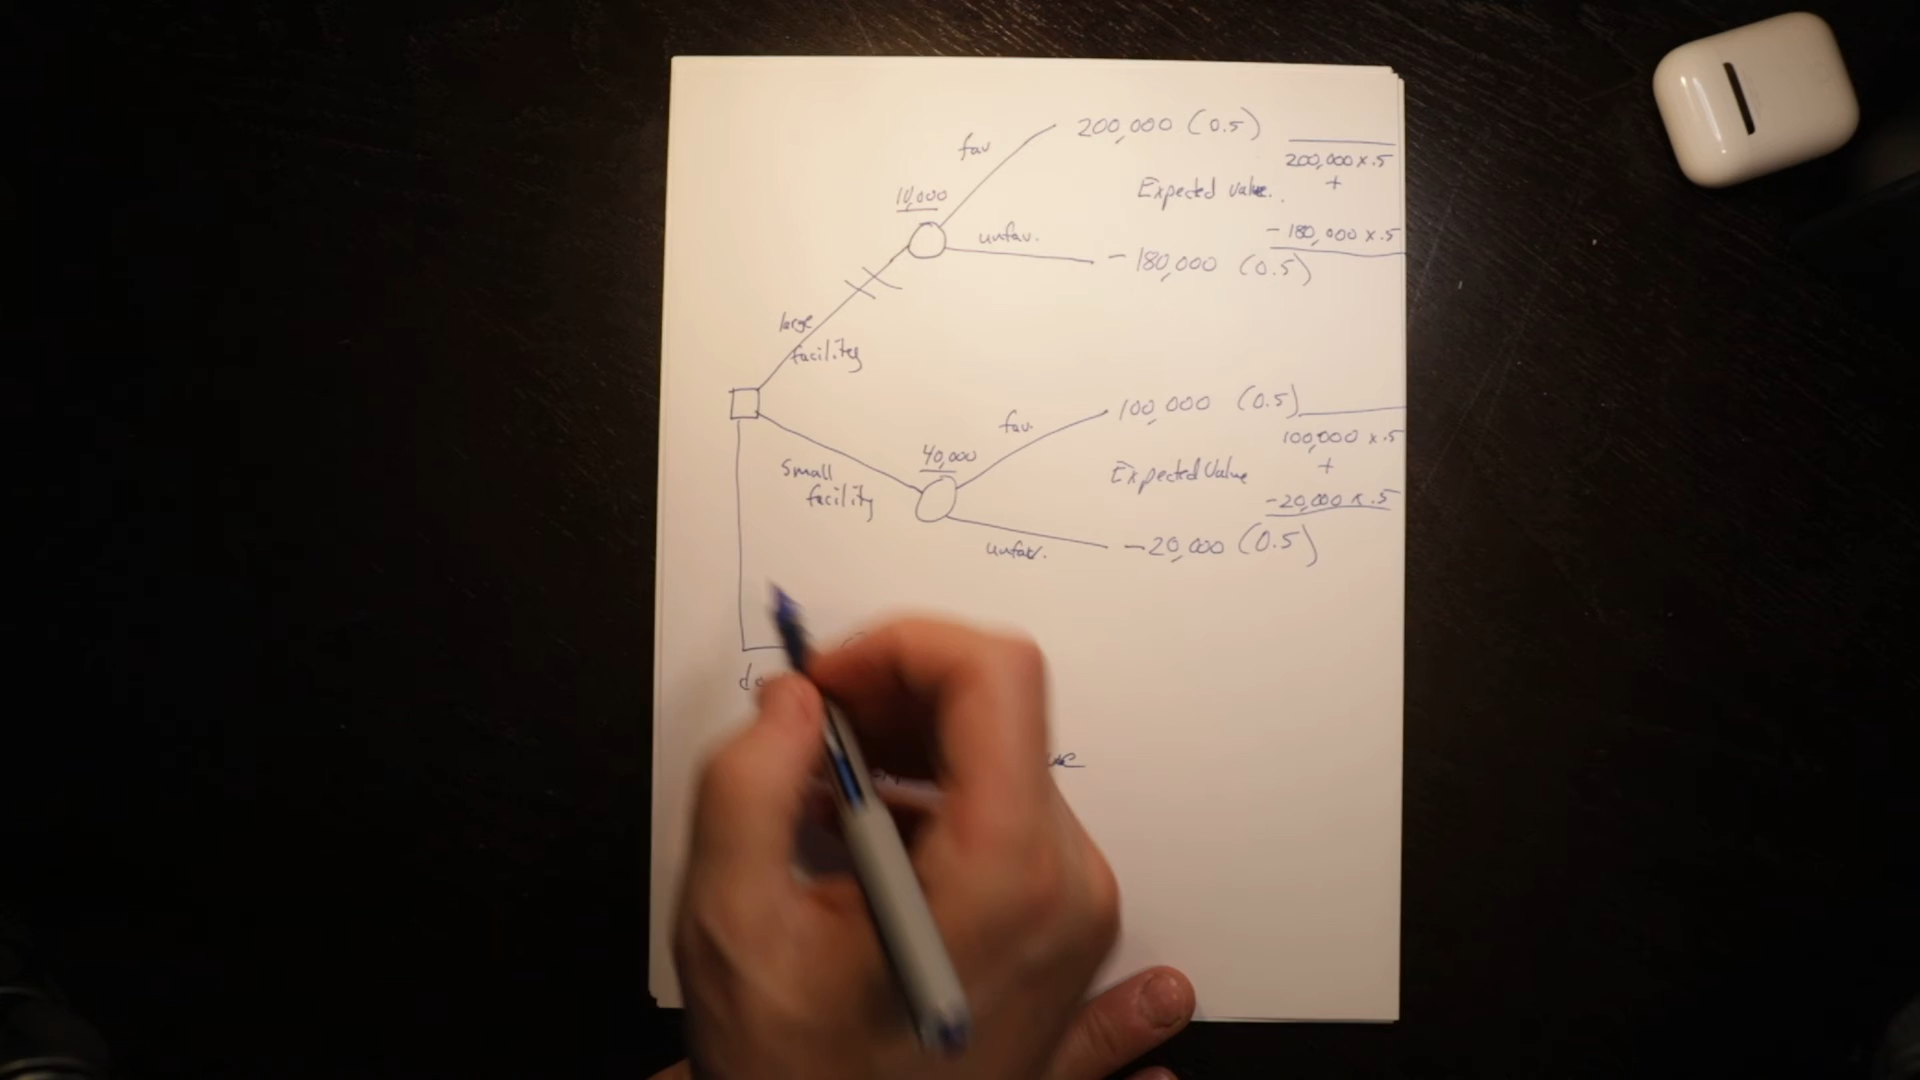 200,000 (0.5)
fav
200,000 x .5
+
10,000
Expected value.
unfav.
- 180,000 x .5
- 180,000 (0.5)
large
facility
100,000 (0.5)
fav.
100,000 x .5
+
40,000
Expected Value
small
facility
-20,000 x .5
unfav.
-20,000 (0.5)